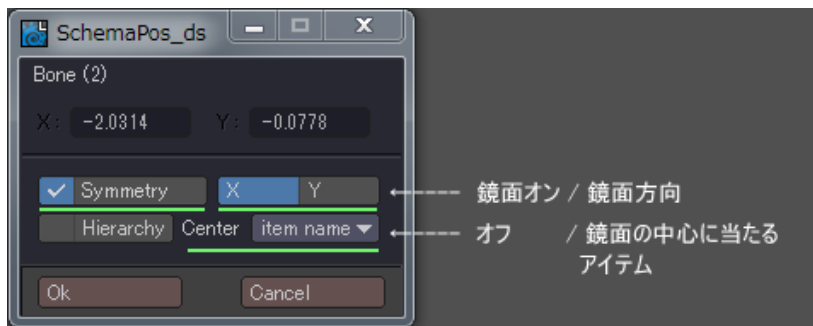 SchemaPos_ds
Bone (2)
X: -2.0314 Y: -0.0778
Symmetry X Y ←---- 鏡面オン / 鏡面方向
Hierarchy Center item name ←---- オフ / 鏡面の中心に当たる
アイテム
Ok Cancel